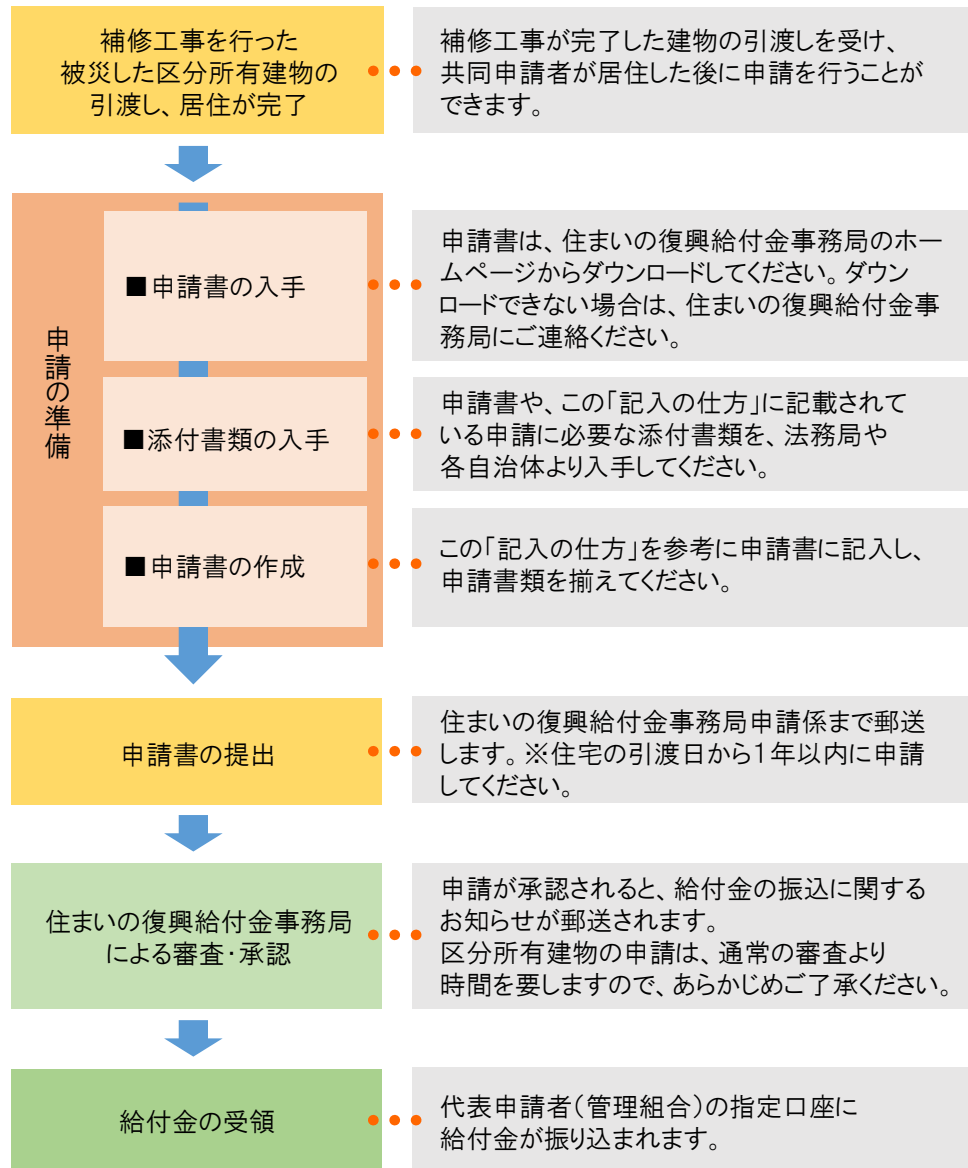 補修工事を行った
被災した区分所有建物の
引渡し、居住が完了
補修工事が完了した建物の引渡しを受け、
共同申請者が居住した後に申請を行うことが
できます。
申請の準備
■申請書の入手
申請書は、住まいの復興給付金事務局のホー
ムページからダウンロードしてください。ダウン
ロードできない場合は、住まいの復興給付金事
務局にご連絡ください。
■添付書類の入手
申請書や、この「記入の仕方」に記載されて
いる申請に必要な添付書類を、法務局や
各自治体より入手してください。
■申請書の作成
この「記入の仕方」を参考に申請書に記入し、
申請書類を揃えてください。
申請書の提出
住まいの復興給付金事務局申請係まで郵送
します。※住宅の引渡日から1年以内に申請
してください。
住まいの復興給付金事務局
による審査・承認
申請が承認されると、給付金の振込に関する
お知らせが郵送されます。
区分所有建物の申請は、通常の審査より
時間を要しますので、あらかじめご了承ください。
給付金の受領
代表申請者(管理組合)の指定口座に
給付金が振り込まれます。